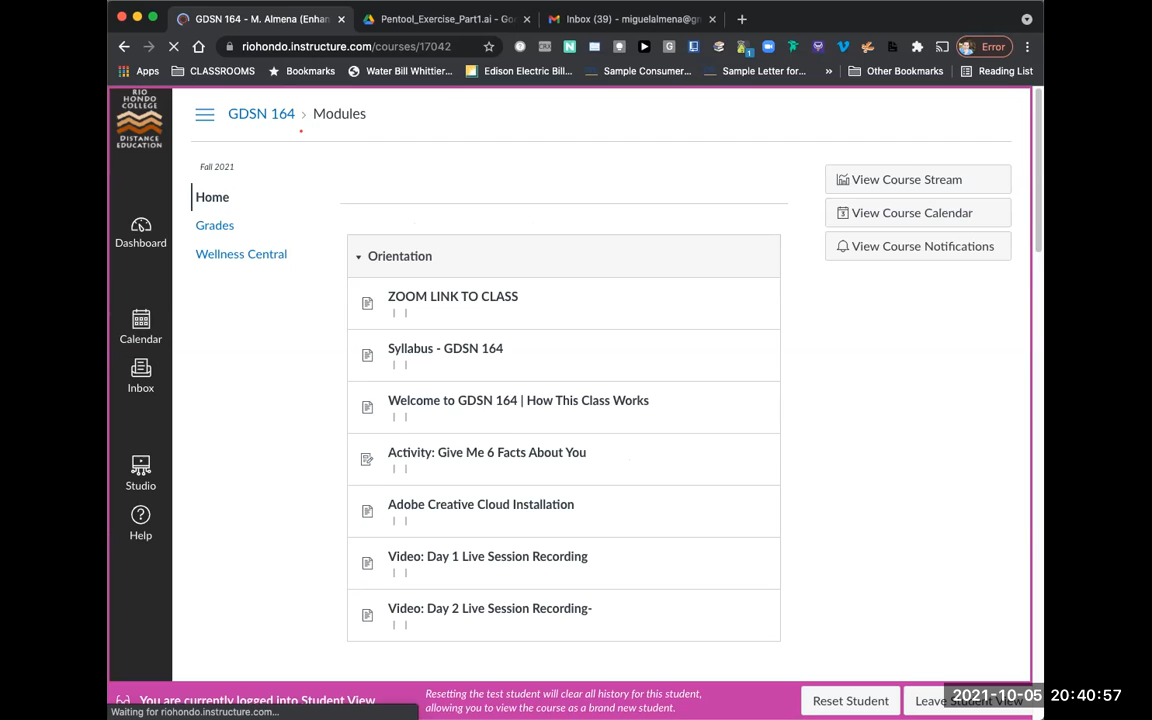 GDSN 164 - M. Almena (Enhan
Pentool_Exercise_Part1.ai - Go
Inbox (39) - miguelalmena@gm
riohondo.instructure.com/courses/17042
Error
Apps
CLASSROOMS
Bookmarks
Water Bill Whittier...
Edison Electric Bill...
Sample Consumer...
Sample Letter for...
»
Other Bookmarks
Reading List
RIO
HONDO
COLLEGE
DISTANCE
EDUCATION
GDSN 164 › Modules
Fall 2021
Home
Grades
Wellness Central
View Course Stream
View Course Calendar
View Course Notifications
Dashboard
Calendar
Inbox
Studio
Help
Orientation
ZOOM LINK TO CLASS
Syllabus - GDSN 164
Welcome to GDSN 164 | How This Class Works
Activity: Give Me 6 Facts About You
Adobe Creative Cloud Installation
Video: Day 1 Live Session Recording
Video: Day 2 Live Session Recording-
You are currently logged into Student View
Resetting the test student will clear all history for this student,
allowing you to view the course as a brand new student.
Reset Student
Leave Student View
2021-10-05 20:40:57
Waiting for riohondo.instructure.com...